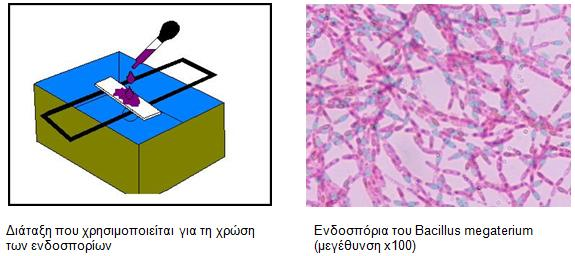 Διάταξη που χρησιμοποιείται για τη χρώση
των ενδοσπορίων
Ενδοσπόρια του Bacillus megaterium
(μεγέθυνση x100)